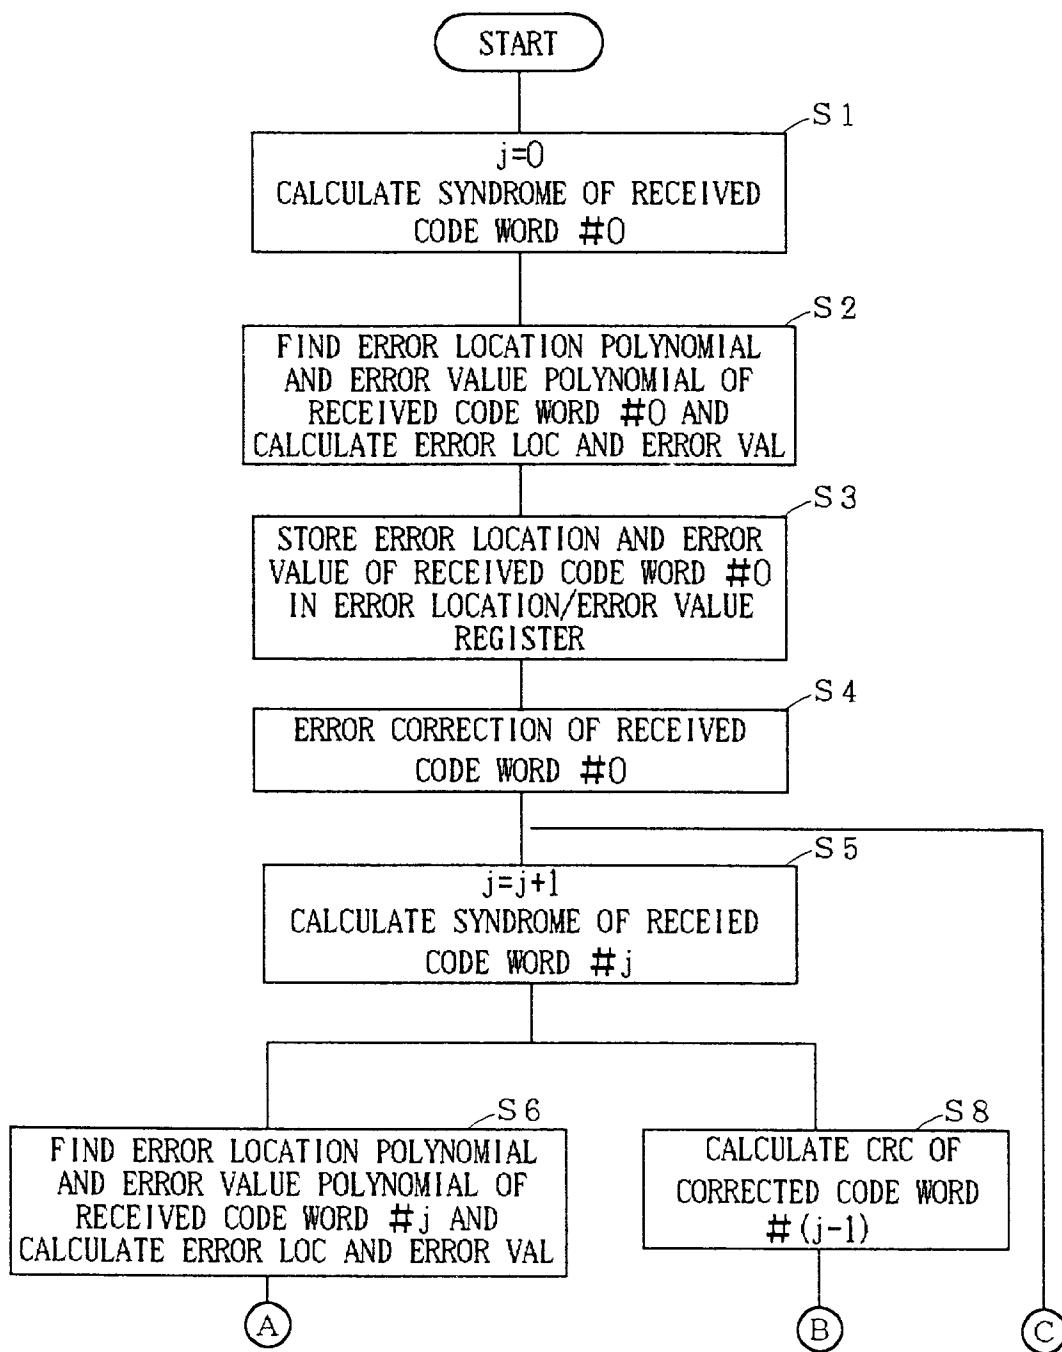 START
S1
j=0
CALCULATE SYNDROME OF RECEIVED
CODE WORD #0
S2
FIND ERROR LOCATION POLYNOMIAL
AND ERROR VALUE POLYNOMIAL OF
RECEIVED CODE WORD #0 AND
CALCULATE ERROR LOC AND ERROR VAL
S3
STORE ERROR LOCATION AND ERROR
VALUE OF RECEIVED CODE WORD #0
IN ERROR LOCATION/ERROR VALUE
REGISTER
S4
ERROR CORRECTION OF RECEIVED
CODE WORD #0
S5
j=j+1
CALCULATE SYNDROME OF RECEIED
CODE WORD #j
S6
FIND ERROR LOCATION POLYNOMIAL
AND ERROR VALUE POLYNOMIAL OF
RECEIVED CODE WORD #j AND
CALCULATE ERROR LOC AND ERROR VAL
S8
CALCULATE CRC OF
CORRECTED CODE WORD
#(j-1)
A
B
C